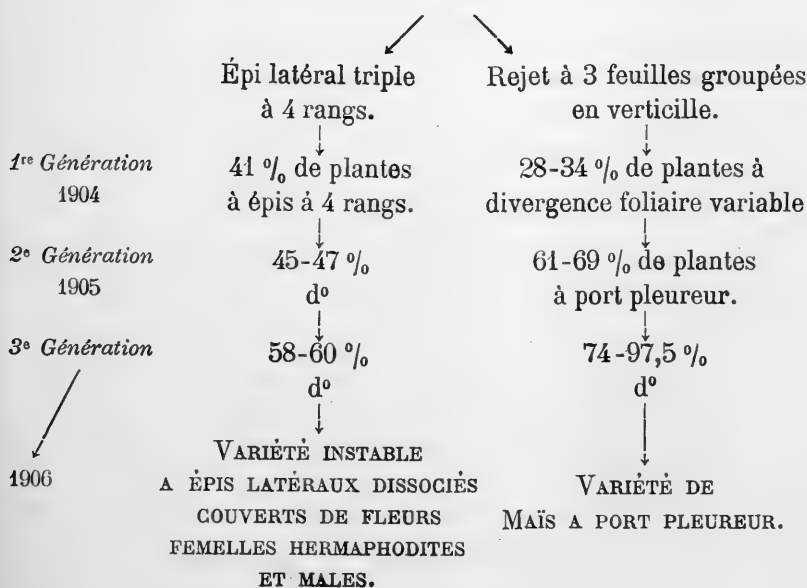 Épi latéral triple
à 4 rangs.
Rejet à 3 feuilles groupées
en verticille.
1re Génération
1904
41 % de plantes
à épis à 4 rangs.
28-34 % de plantes à
divergence foliaire variable
2e Génération
1905
45-47 %
do
61-69 % de plantes
à port pleureur.
3e Génération
58-60 %
do
74-97,5 %
do
1906
VARIÉTÉ INSTABLE
A ÉPIS LATÉRAUX DISSOCIÉS
COUVERTS DE FLEURS
FEMELLES HERMAPHODITES
ET MALES.
VARIÉTÉ DE
MAÏS A PORT PLEUREUR.